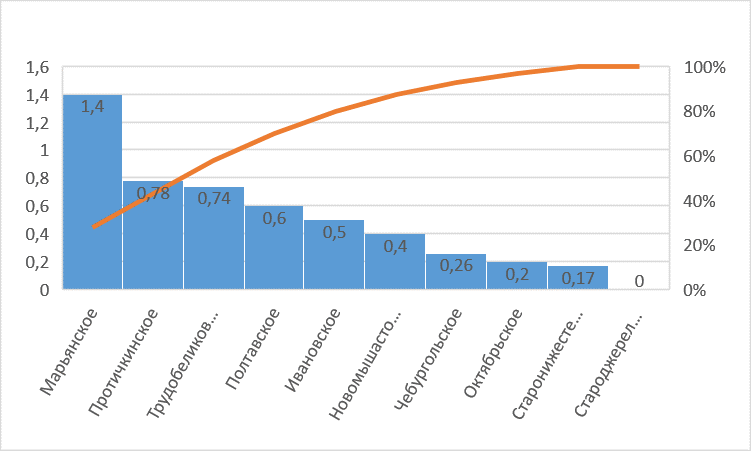 1,6
1,4
1,2
1
0,8
0,6
0,4
0,2
0
100%
80%
60%
40%
20%
0%
1,4
0,78
0,74
0,6
0,5
0,4
0,26
0,2
0,17
0
Марьянское
Протичкинское
Трудобеликов...
Полтавское
Ивановское
Новомышасто...
Чебургольское
Октябрьское
Старонижесте...
Староджерел...